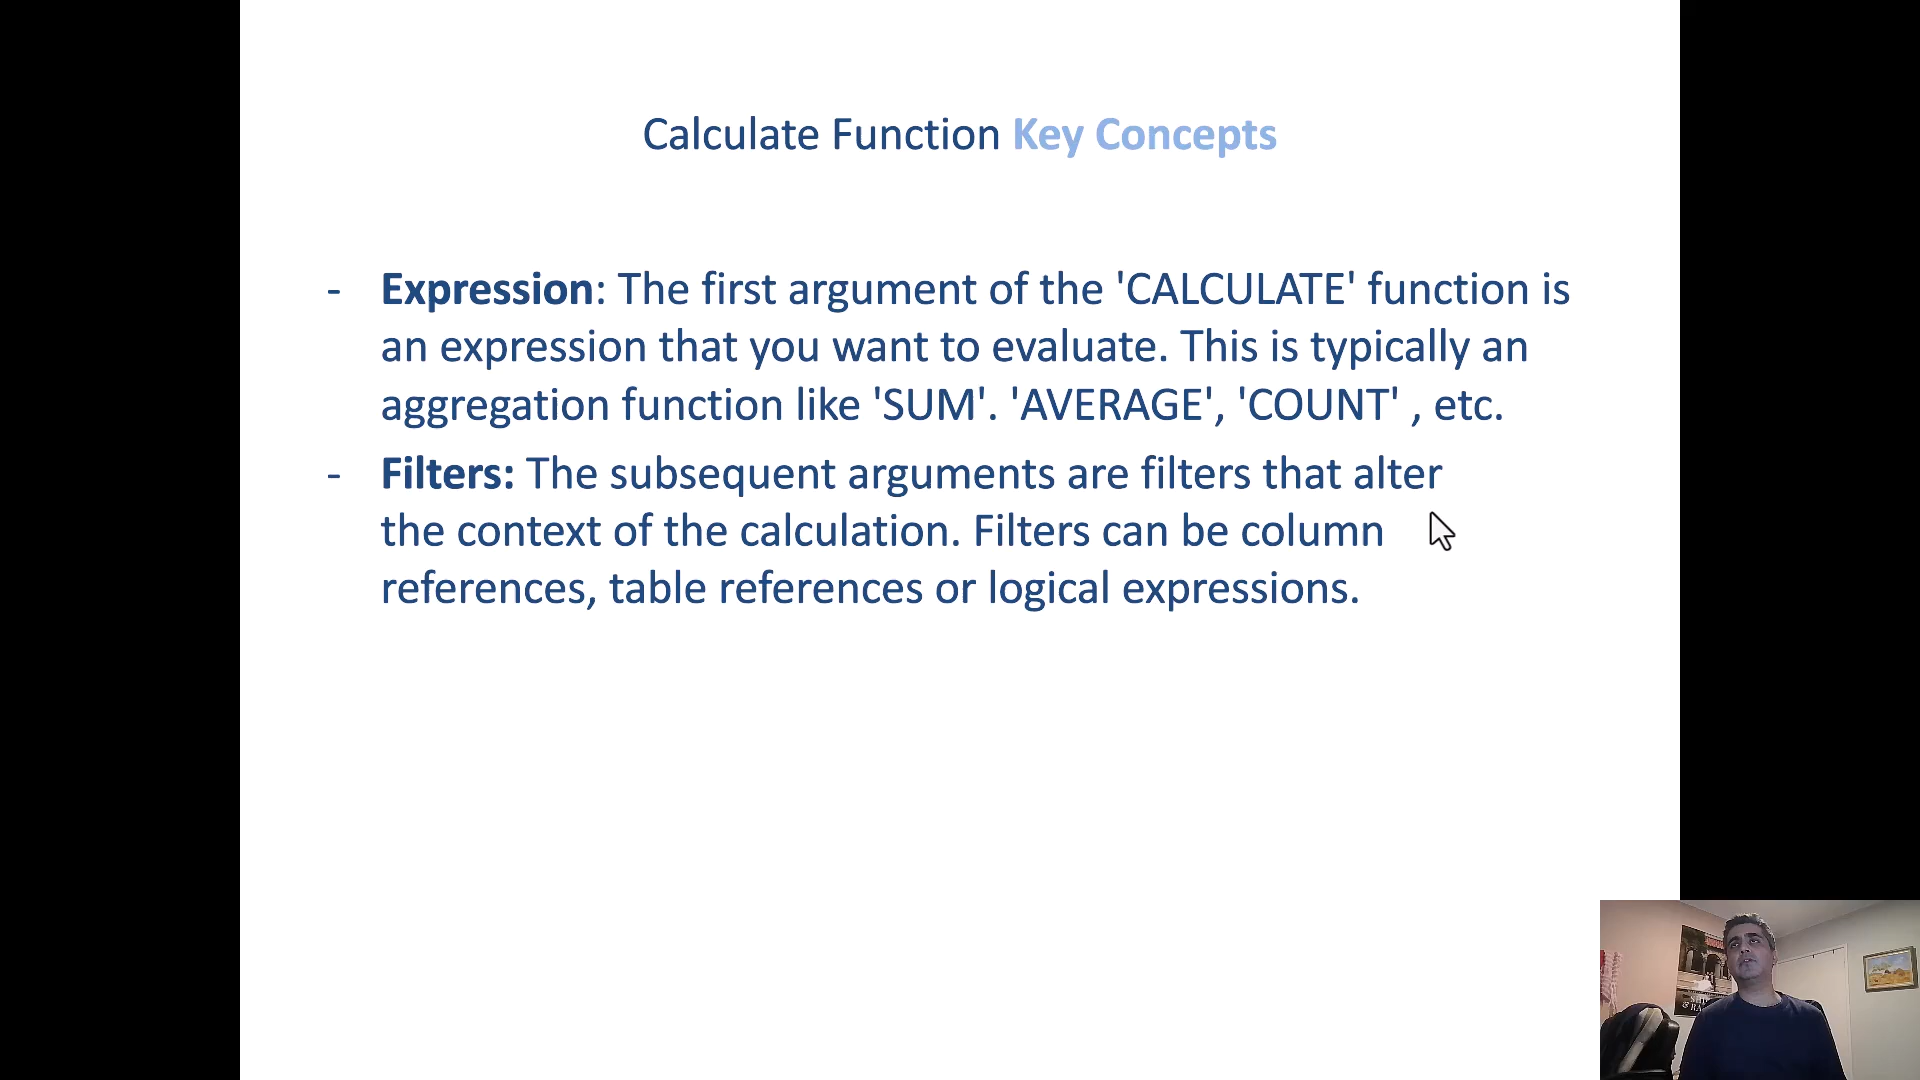 Calculate Function Key Concepts
- Expression: The first argument of the 'CALCULATE' function is
an expression that you want to evaluate. This is typically an
aggregation function like 'SUM'. 'AVERAGE', 'COUNT' , etc.
- Filters: The subsequent arguments are filters that alter
the context of the calculation. Filters can be column
references, table references or logical expressions.